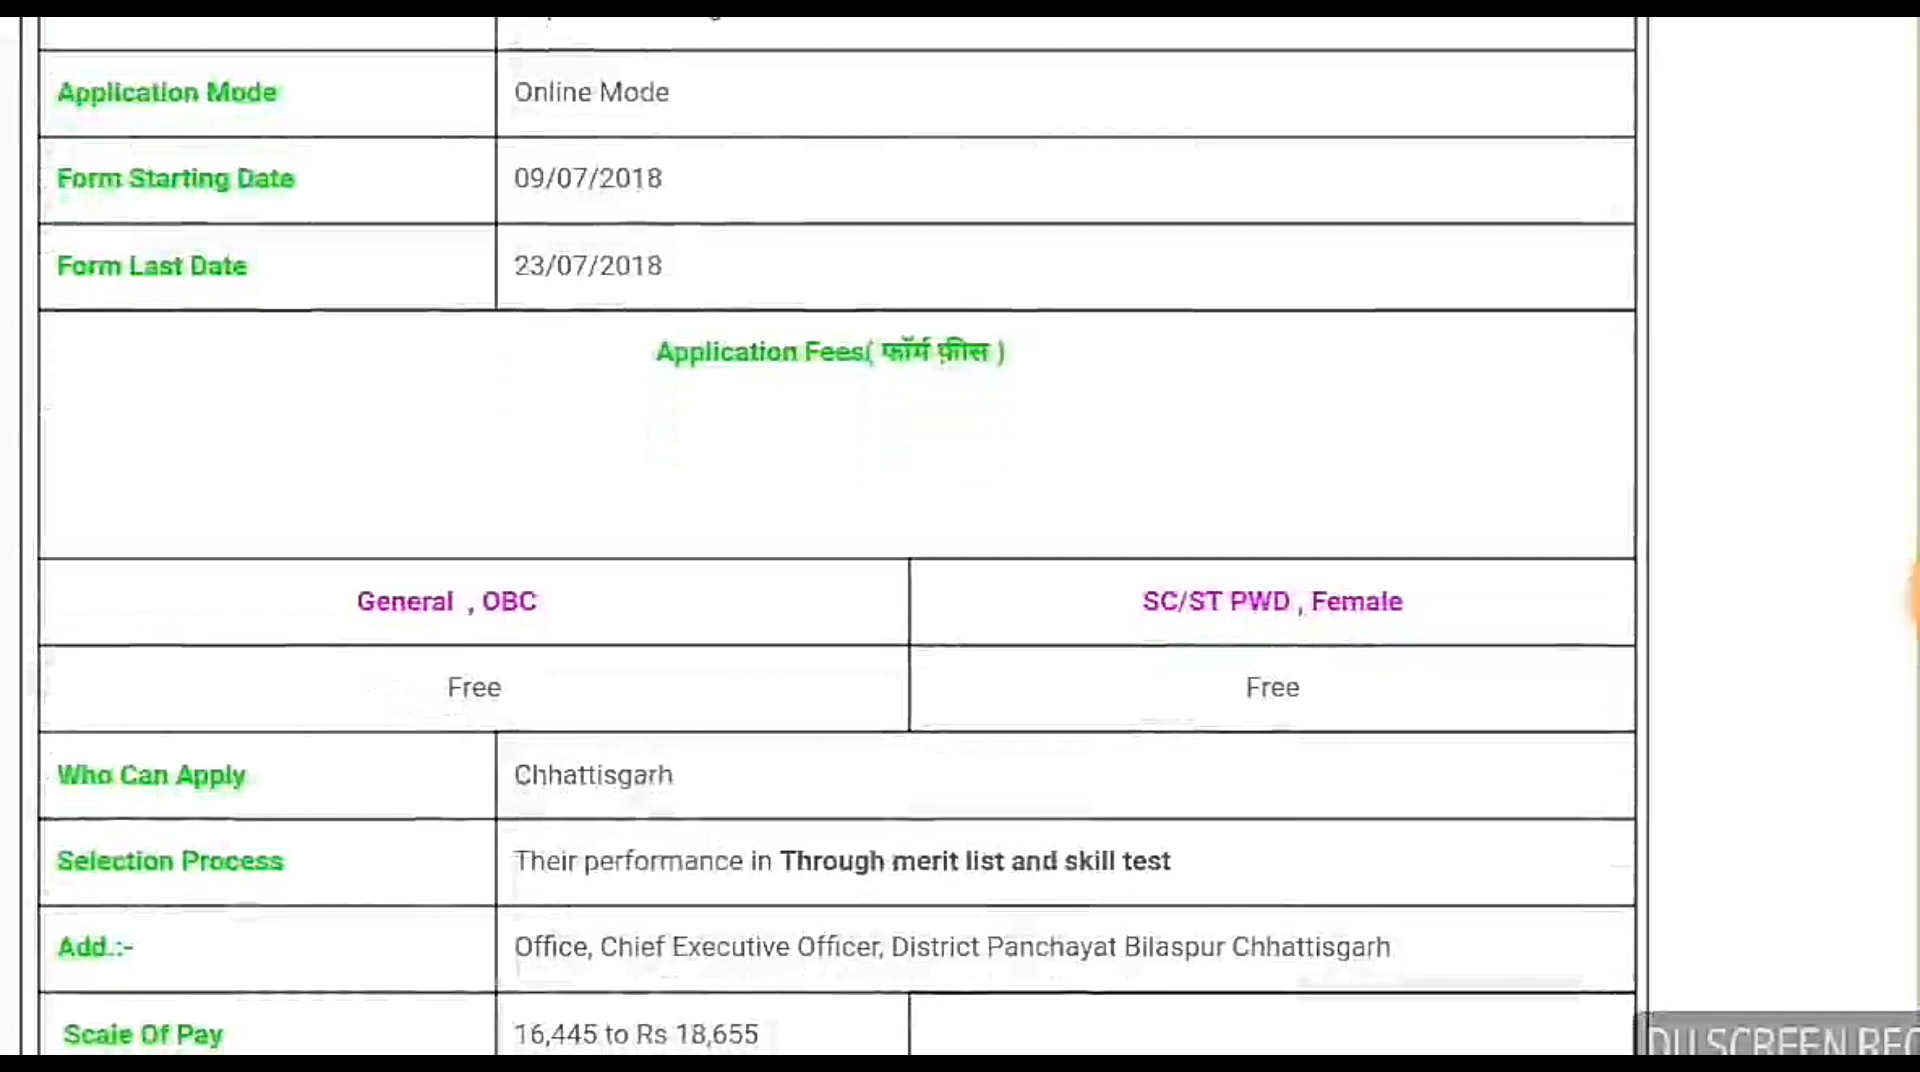 Application Mode Online Mode
Form Starting Date 09/07/2018
Form Last Date 23/07/2018
Application Fees( फॉर्म फ़ीस )
General , OBC SC/ST PWD , Female
Free Free
Who Can Apply Chhattisgarh
Selection Process Their performance in Through merit list and skill test
Add.:- Office, Chief Executive Officer, District Panchayat Bilaspur Chhattisgarh
Scale Of Pay 16,445 to Rs 18,655
DU SCREEN REC